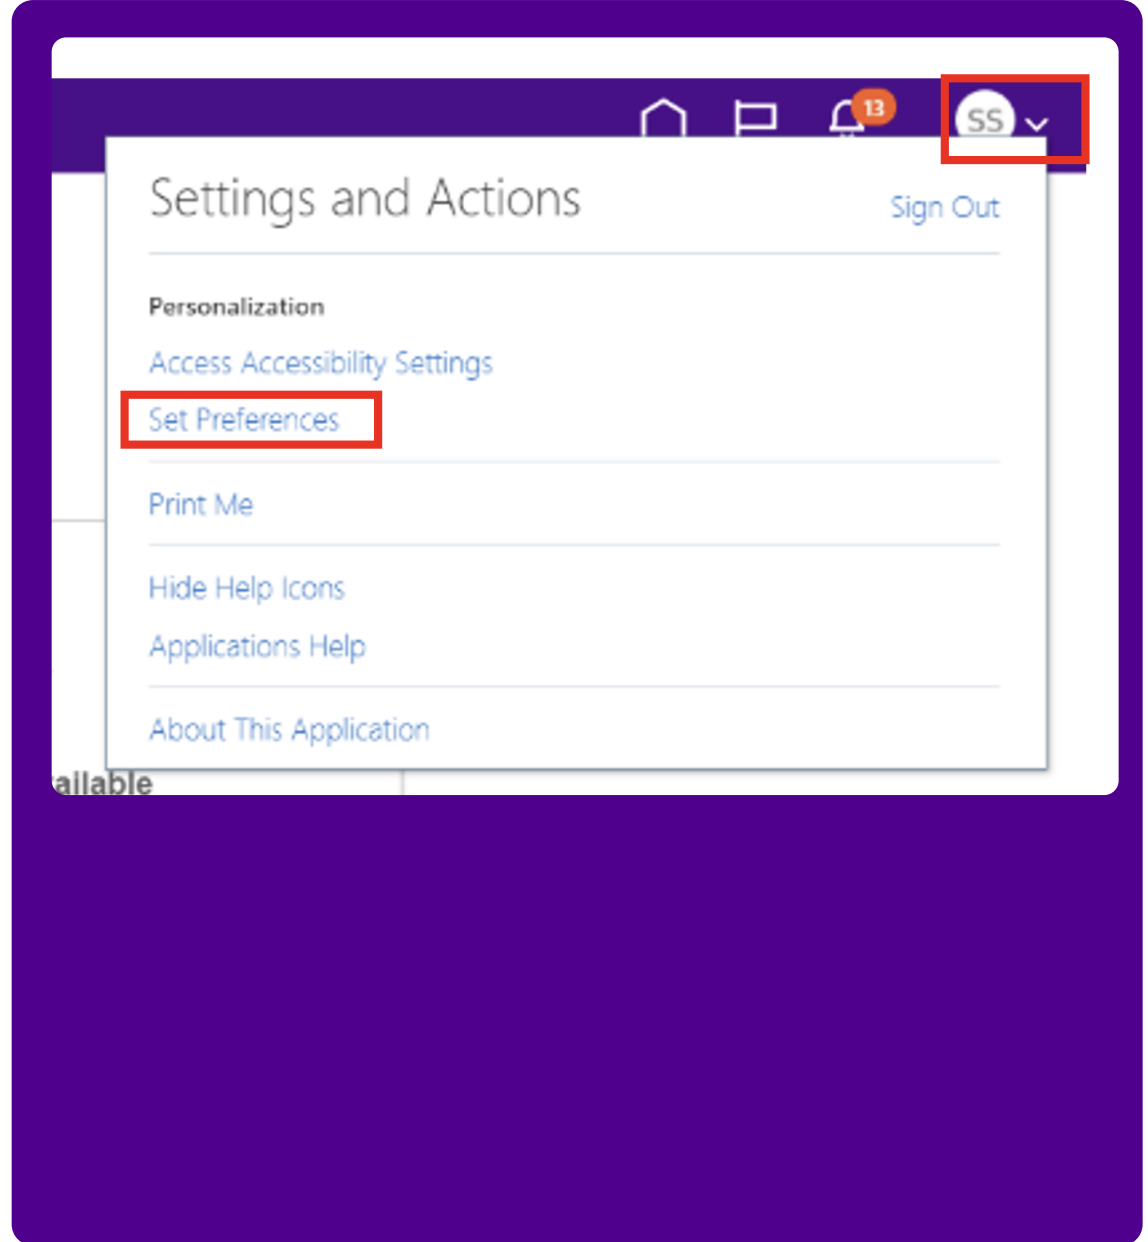 13
SS
Settings and Actions
Sign Out
Personalization
Access Accessibility Settings
Set Preferences
Print Me
Hide Help Icons
Applications Help
About This Application
ailable